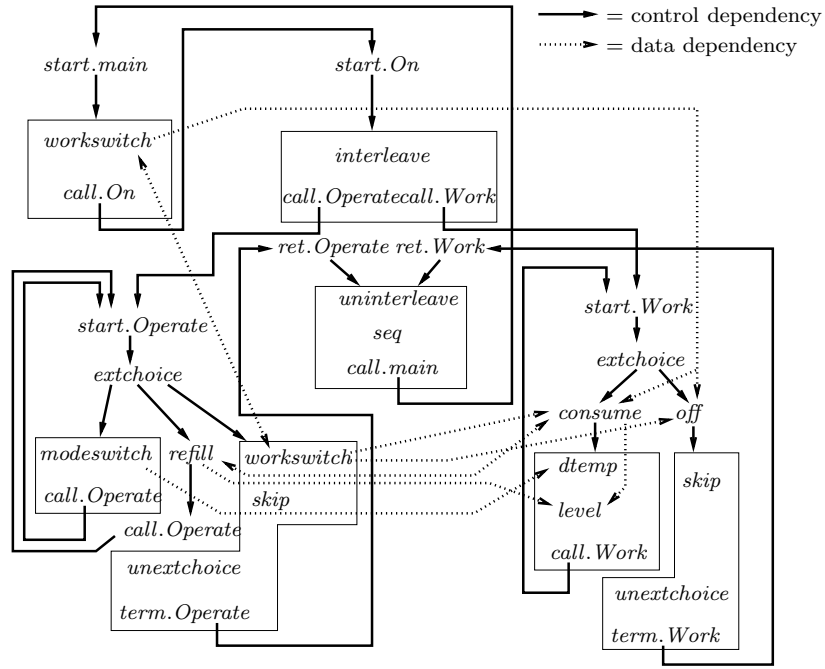 = control dependency
= data dependency
start.main
start.On
workswitch
call.On
interleave
call.Operatecall.Work
ret.Operate ret.Work
uninterleave
seq
call.main
start.Operate
extchoice
modeswitch
call.Operate
refill
call.Operate
workswitch
skip
unextchoice
term.Operate
start.Work
extchoice
consume
off
dtemp
level
call.Work
skip
unextchoice
term.Work